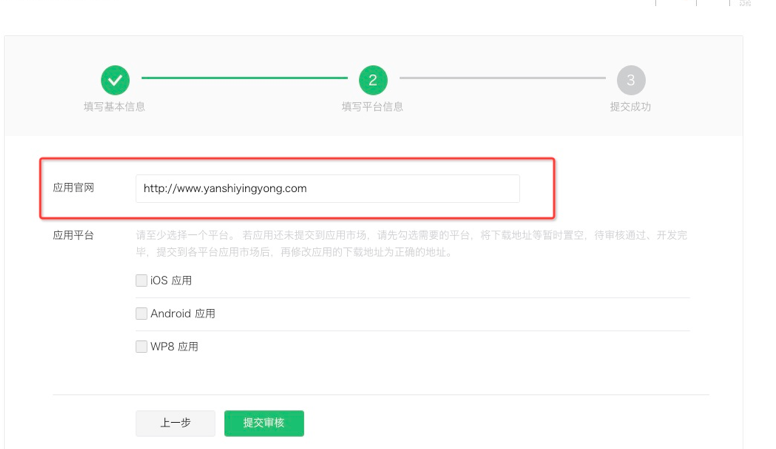 2
3
填写基本信息
填写平台信息
提交成功
应用官网
http://www.yanshiyingyong.com
应用平台
请至少选择一个平台。 若应用还未提交到应用市场，请先勾选需要的平台，将下载地址等暂时置空，待审核通过、开发完
毕、提交到各平台应用市场后，再修改应用的下载地址为正确的地址。
iOS 应用
Android 应用
WP8 应用
上一步
提交审核